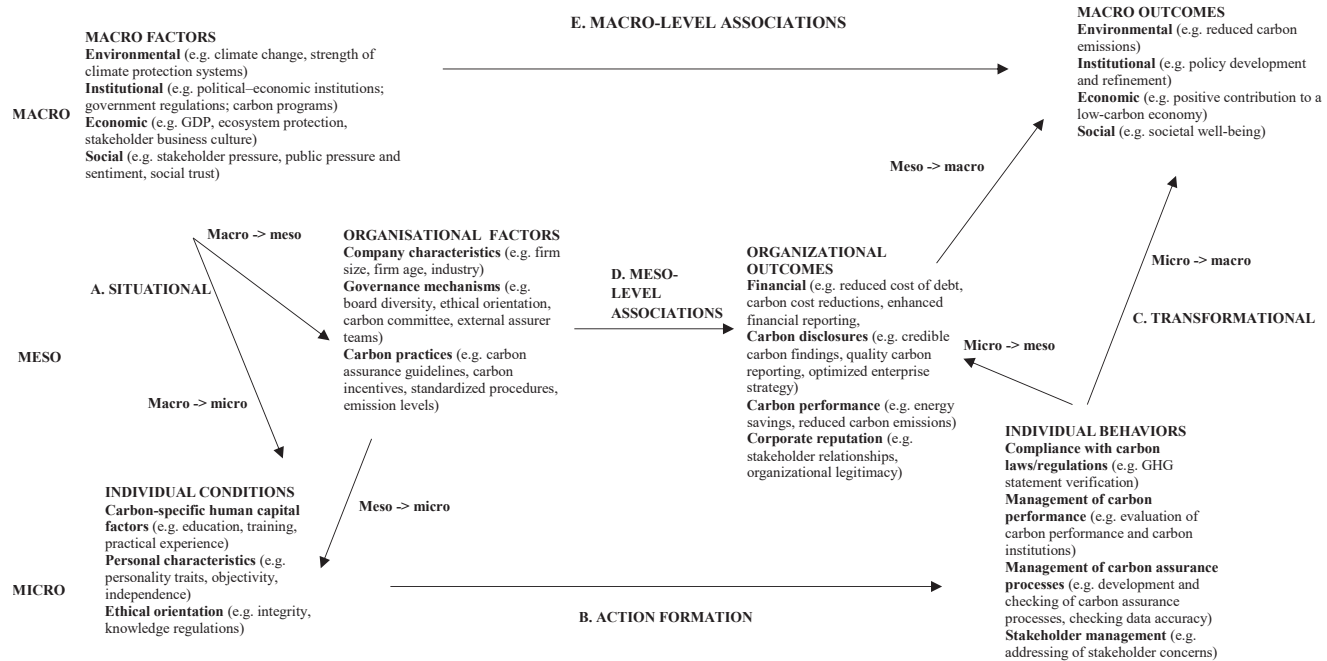 E. MACRO-LEVEL ASSOCIATIONS
MACRO
MACRO FACTORS
Environmental (e.g. climate change, strength of
climate protection systems)
Institutional (e.g. political–economic institutions;
government regulations; carbon programs)
Economic (e.g. GDP, ecosystem protection,
stakeholder business culture)
Social (e.g. stakeholder pressure, public pressure and
sentiment, social trust)
MACRO OUTCOMES
Environmental (e.g. reduced carbon
emissions)
Institutional (e.g. policy development
and refinement)
Economic (e.g. positive contribution to a
low-carbon economy)
Social (e.g. societal well-being)
Meso -> macro
Macro -> meso
A. SITUATIONAL
Macro -> micro
MESO
ORGANISATIONAL FACTORS
Company characteristics (e.g. firm
size, firm age, industry)
Governance mechanisms (e.g.
board diversity, ethical orientation,
carbon committee, external assurer
teams)
Carbon practices (e.g. carbon
assurance guidelines, carbon
incentives, standardized procedures,
emission levels)
D. MESO-
LEVEL
ASSOCIATIONS
ORGANIZATIONAL
OUTCOMES
Financial (e.g. reduced cost of debt,
carbon cost reductions, enhanced
financial reporting,
Carbon disclosures (e.g. credible
carbon findings, quality carbon
reporting, optimized enterprise
strategy)
Carbon performance (e.g. energy
savings, reduced carbon emissions)
Corporate reputation (e.g.
stakeholder relationships,
organizational legitimacy)
Micro -> macro
C. TRANSFORMATIONAL
Micro -> meso
Meso -> micro
MICRO
INDIVIDUAL CONDITIONS
Carbon-specific human capital
factors (e.g. education, training,
practical experience)
Personal characteristics (e.g.
personality traits, objectivity,
independence)
Ethical orientation (e.g. integrity,
knowledge regulations)
B. ACTION FORMATION
INDIVIDUAL BEHAVIORS
Compliance with carbon
laws/regulations (e.g. GHG
statement verification)
Management of carbon
performance (e.g. evaluation of
carbon performance and carbon
institutions)
Management of carbon assurance
processes (e.g. development and
checking of carbon assurance
processes, checking data accuracy)
Stakeholder management (e.g.
addressing of stakeholder concerns)